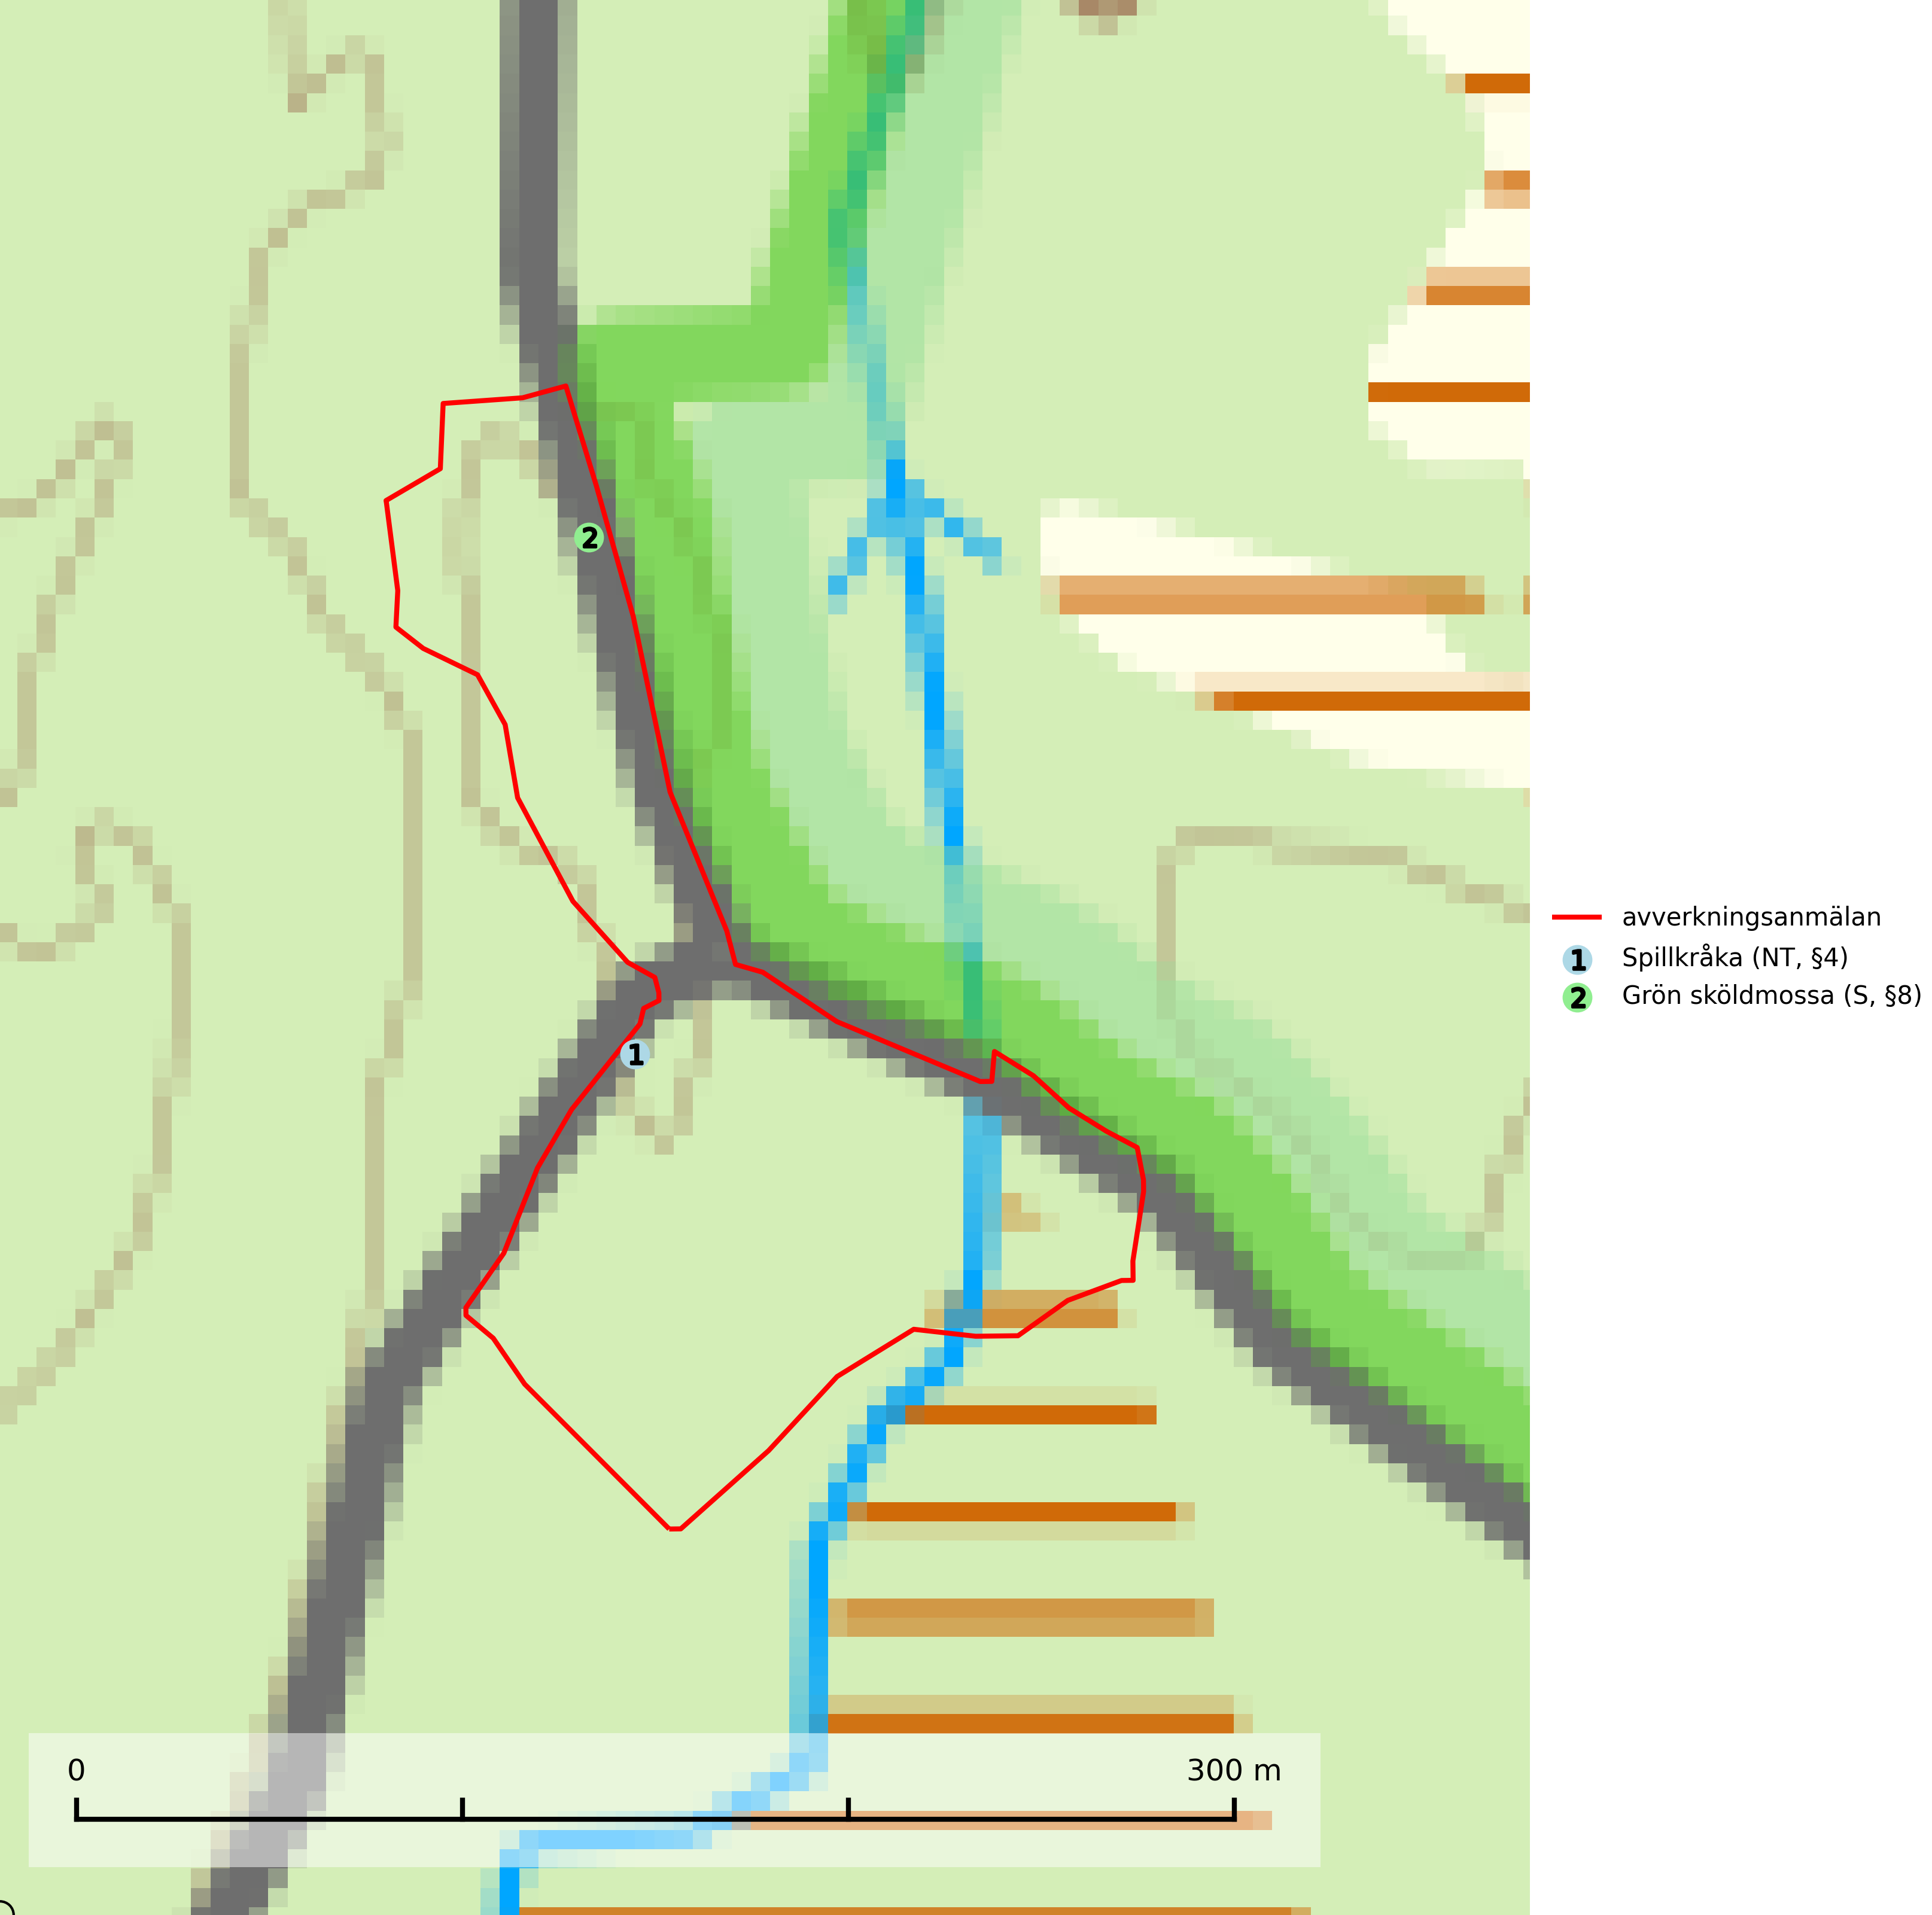 2
1
avverkningsanmälan
1 Spillkråka (NT, §4)
2 Grön sköldmossa (S, §8)
0 300 m